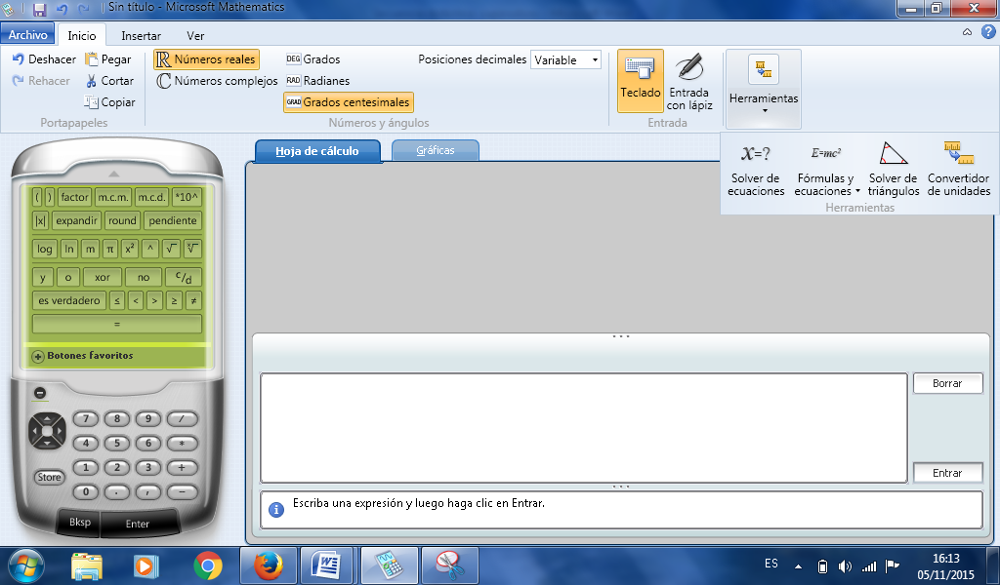 Sin título - Microsoft Mathematics
Archivo Inicio Insertar Ver
Deshacer Pegar Números reales DEG Grados Posiciones decimales Variable
Rehacer Cortar Números complejos RAD Radianes
Copiar GRAD Grados centesimales
Teclado Entrada con lápiz Herramientas
Portapapeles Números y ángulos Entrada
X=? E=mc²
Solver de ecuaciones Fórmulas y ecuaciones Solver de triángulos Convertidor de unidades
Herramientas
Hoja de cálculo Gráficas
( ) factor m.c.m. m.c.d. *10^
|x| expandir round pendiente
log ln m π x² ^ √ ˣ√
y o xor no c/d
es verdadero ≤ < > ≥ ≠
=
Botones favoritos
7 8 9 /
4 5 6 *
1 2 3 +
Store
0 . , −
Bksp Enter
Borrar
Entrar
Escriba una expresión y luego haga clic en Entrar.
ES
16:13
05/11/2015